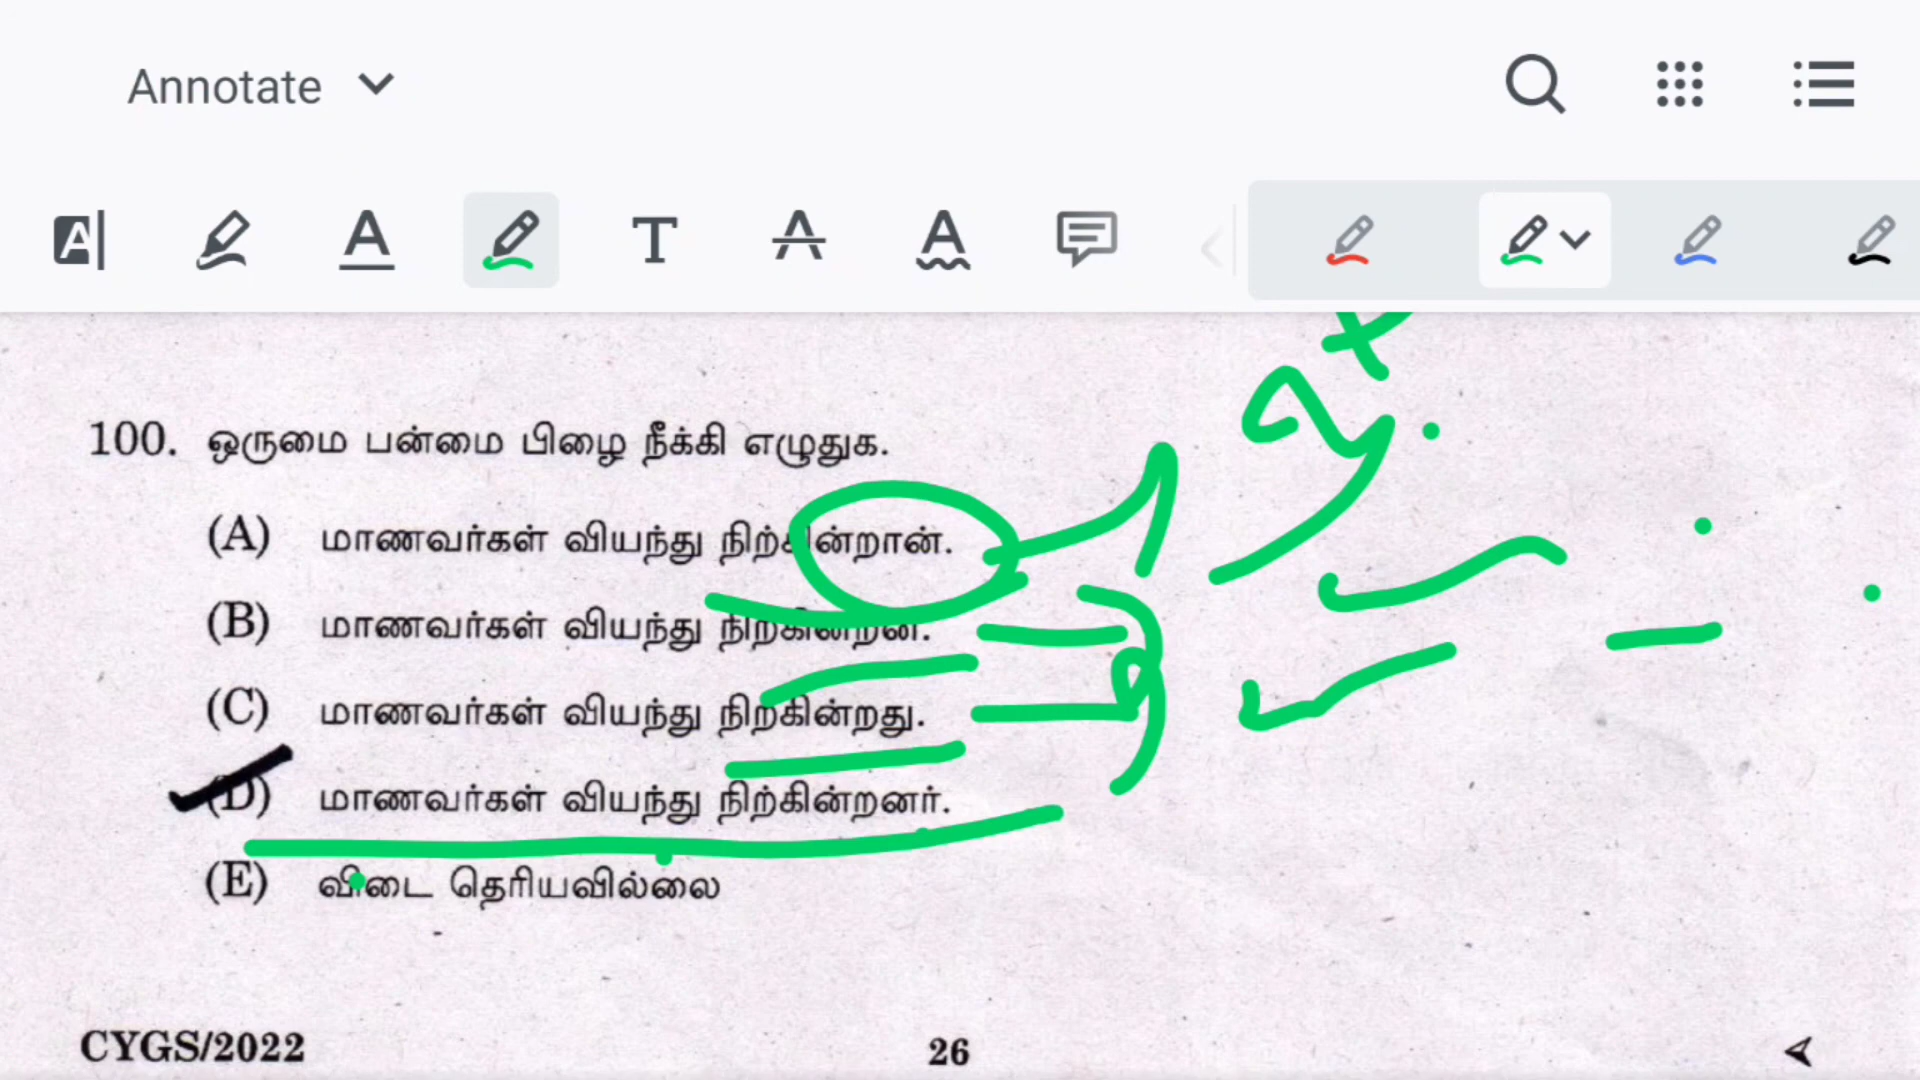 Annotate
100. ஒருமை பன்மை பிழை நீக்கி எழுதுக.
(A) மாணவர்கள் வியந்து நிற்கின்றான்.
(B) மாணவர்கள் வியந்து நிற்கின்றன.
(C) மாணவர்கள் வியந்து நிற்கின்றது.
(D) மாணவர்கள் வியந்து நிற்கின்றனர்.
(E) விடை தெரியவில்லை
CYGS/2022 26